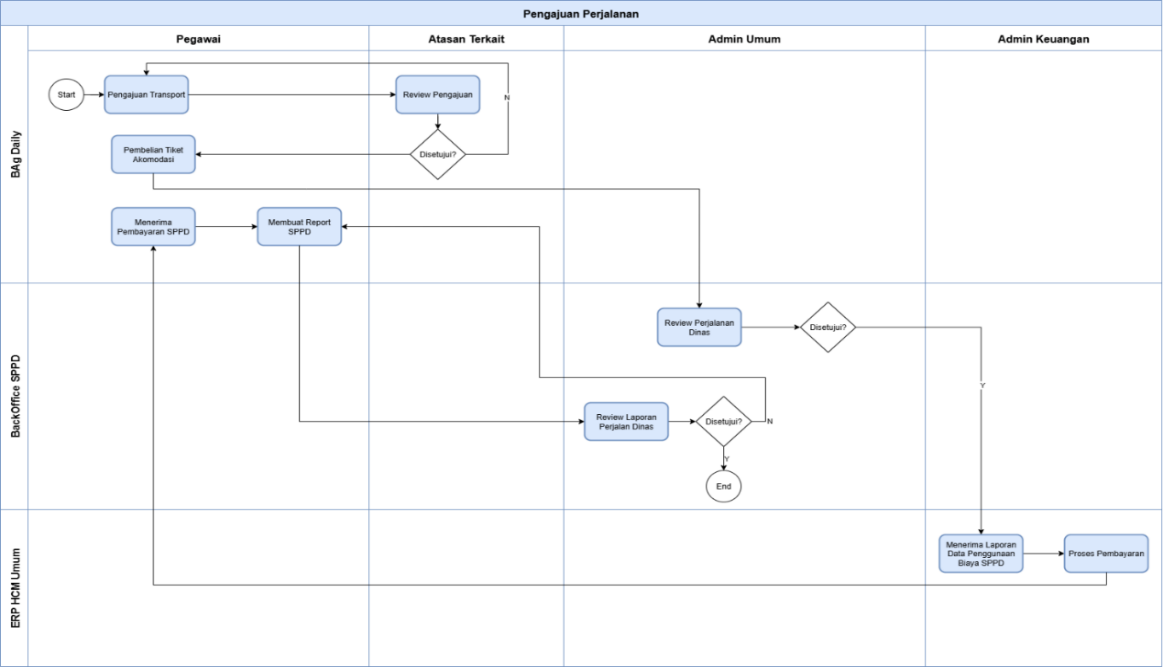 Pengajuan Perjalanan
Pegawai
Atasan Terkait
Admin Umum
Admin Keuangan
BAg Daily
Start
Pengajuan Transport
Review Pengajuan
N
Pembelian Tiket
Akomodasi
Disetujui?
Menerima
Pembayaran SPPD
Membuat Report
SPPD
BackOffice SPPD
Review Perjalanan
Dinas
Disetujui?
Y
Review Laporan
Perjalan Dinas
Disetujui?
N
Y
End
ERP HCM Umum
Menerima Laporan
Data Penggunaan
Biaya SPPD
Proses Pembayaran